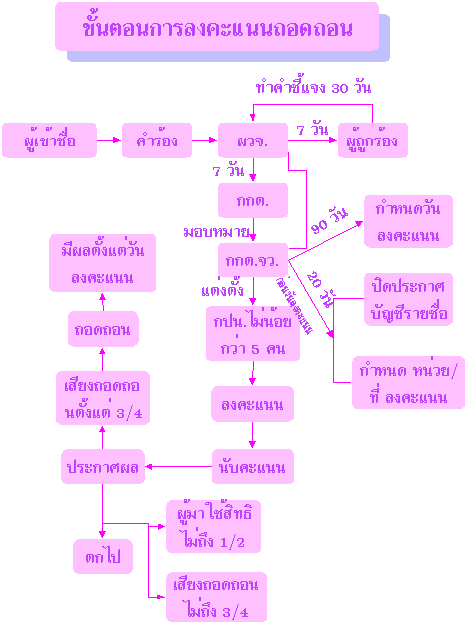 ขั้นตอนการลงคะแนนถอดถอน
ทำคำชี้แจง 30 วัน
ผู้เข้าชื่อ
คำร้อง
ผวจ.
7 วัน
ผู้ถูกร้อง
7 วัน
กกต.
มอบหมาย
กกต.จว.
90 วัน
กำหนดวัน
ลงคะแนน
20 วัน
ก่อนวันลงคะแนน
ปิดประกาศ
บัญชีรายชื่อ
กำหนด หน่วย/
ที่ ลงคะแนน
แต่งตั้ง
กปน.ไม่น้อย
กว่า 5 คน
ลงคะแนน
นับคะแนน
ประกาศผล
เสียงถอดถอ
นตั้งแต่ 3/4
ถอดถอน
มีผลตั้งแต่วัน
ลงคะแนน
ตกไป
ผู้มาใช้สิทธิ
ไม่ถึง 1/2
เสียงถอดถอน
ไม่ถึง 3/4